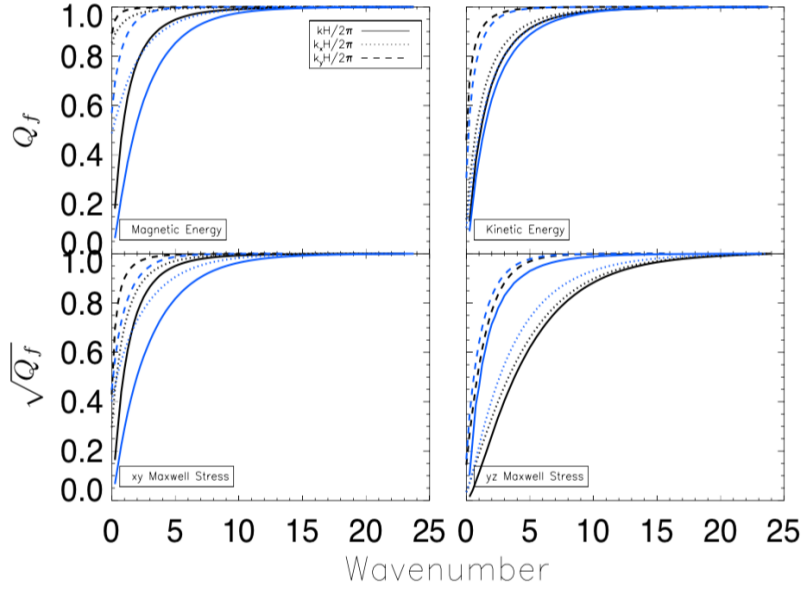 1.0
0.8
0.6
0.4
0.2
0.0
Q_f
kH/2π
kₓH/2π
k_yH/2π
Magnetic Energy
Kinetic Energy
1.0
0.8
0.6
0.4
0.2
0.0
√Q_f
xy Maxwell Stress
yz Maxwell Stress
0 5 10 15 20 25 0 5 10 15 20 25
Wavenumber